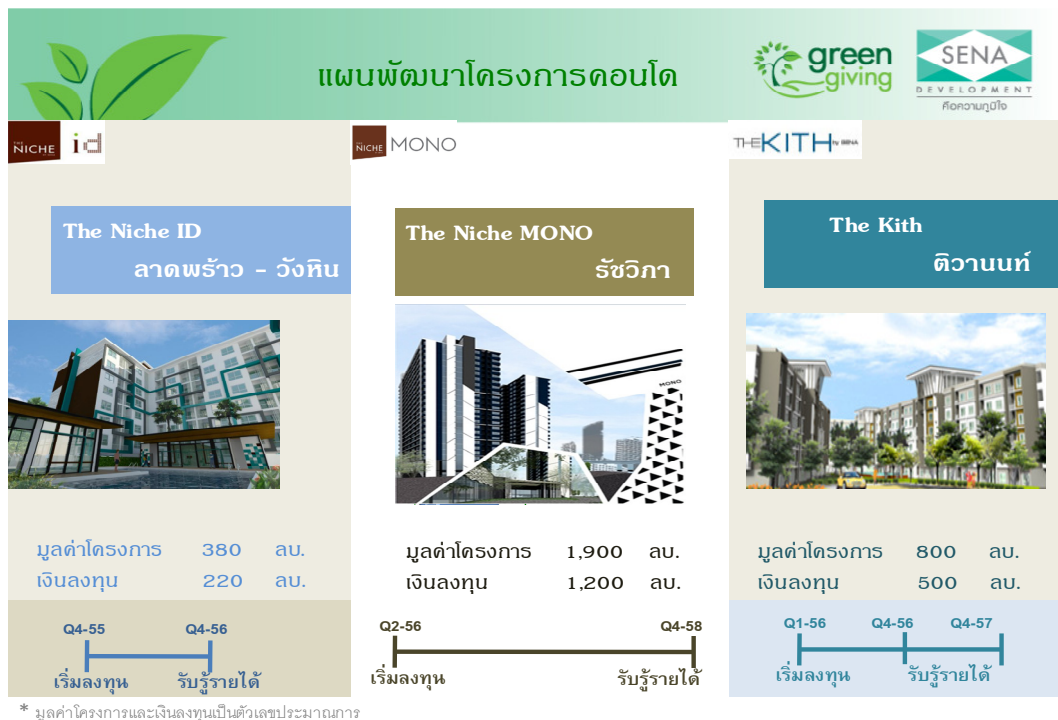 แผนพัฒนาโครงการคอนโด
green
giving
SENA
DEVELOPMENT
คือความภูมิใจ
THE
NICHE id
The Niche ID
ลาดพร้าว - วังหิน
มูลค่าโครงการ 380 ลบ.
เงินลงทุน 220 ลบ.
Q4-55 Q4-56
เริ่มลงทุน รับรู้รายได้
NICHE MONO
The Niche MONO
รัชวิภา
MONO
มูลค่าโครงการ 1,900 ลบ.
เงินลงทุน 1,200 ลบ.
Q2-56 Q4-58
เริ่มลงทุน รับรู้รายได้
THE KITH by SENA
The Kith
ติวานนท์
มูลค่าโครงการ 800 ลบ.
เงินลงทุน 500 ลบ.
Q1-56 Q4-56 Q4-57
เริ่มลงทุน รับรู้รายได้
* มูลค่าโครงการและเงินลงทุนเป็นตัวเลขประมาณการ